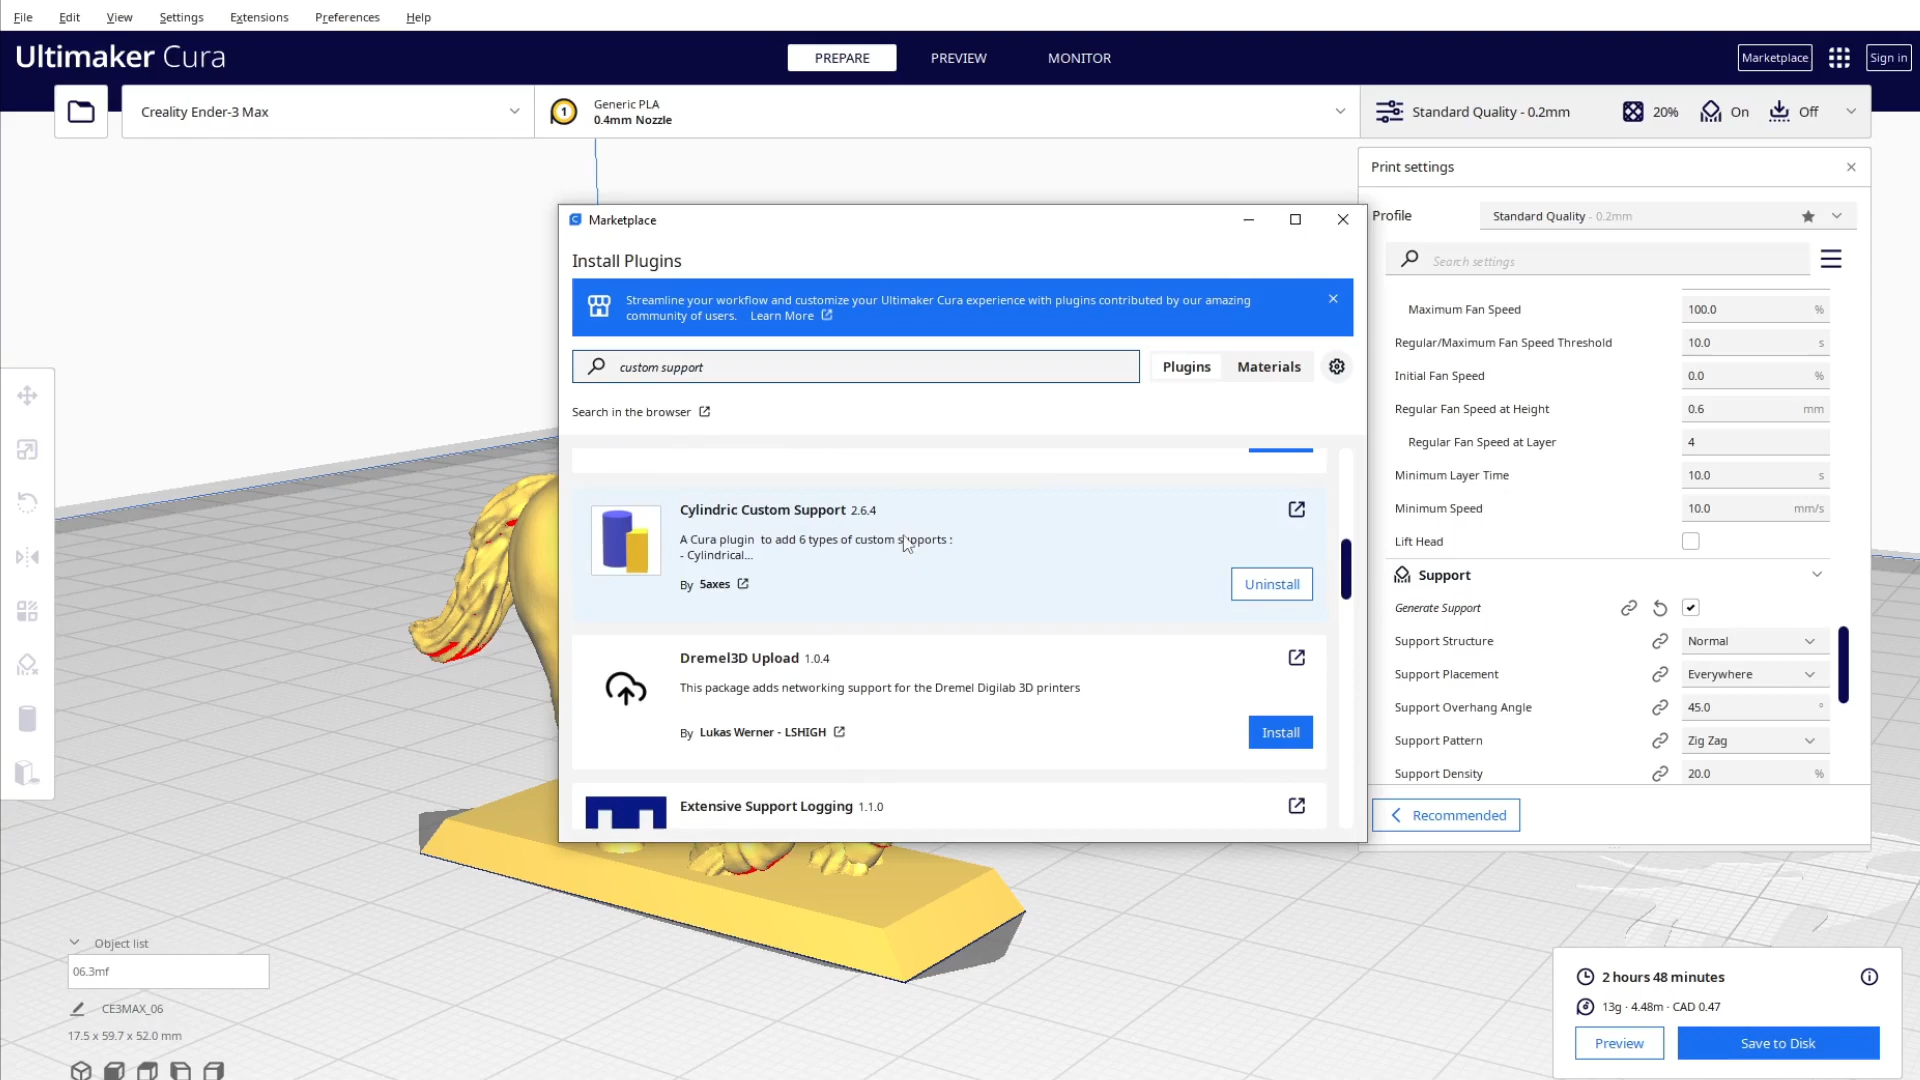 File Edit View Settings Extensions Preferences Help
Ultimaker Cura
PREPARE PREVIEW MONITOR
Marketplace Sign in
Creality Ender-3 Max
1
Generic PLA
0.4mm Nozzle
Standard Quality - 0.2mm 20% On Off
Print settings
Profile Standard Quality - 0.2mm
Search settings
Maximum Fan Speed 100.0 %
Regular/Maximum Fan Speed Threshold 10.0 s
Initial Fan Speed 0.0 %
Regular Fan Speed at Height 0.6 mm
Regular Fan Speed at Layer 4
Minimum Layer Time 10.0 s
Minimum Speed 10.0 mm/s
Lift Head
Support
Generate Support
Support Structure Normal
Support Placement Everywhere
Support Overhang Angle 45.0 °
Support Pattern Zig Zag
Support Density 20.0 %
Recommended
Marketplace
Install Plugins
Streamline your workflow and customize your Ultimaker Cura experience with plugins contributed by our amazing
community of users. Learn More
custom support
Plugins Materials
Search in the browser
Cylindric Custom Support 2.6.4
A Cura plugin to add 6 types of custom supports :
- Cylindrical...
By 5axes
Uninstall
Dremel3D Upload 1.0.4
This package adds networking support for the Dremel Digilab 3D printers
By Lukas Werner - LSHIGH
Install
Extensive Support Logging 1.1.0
Object list
06.3mf
CE3MAX_06
17.5 x 59.7 x 52.0 mm
2 hours 48 minutes
13g · 4.48m · CAD 0.47
Preview Save to Disk